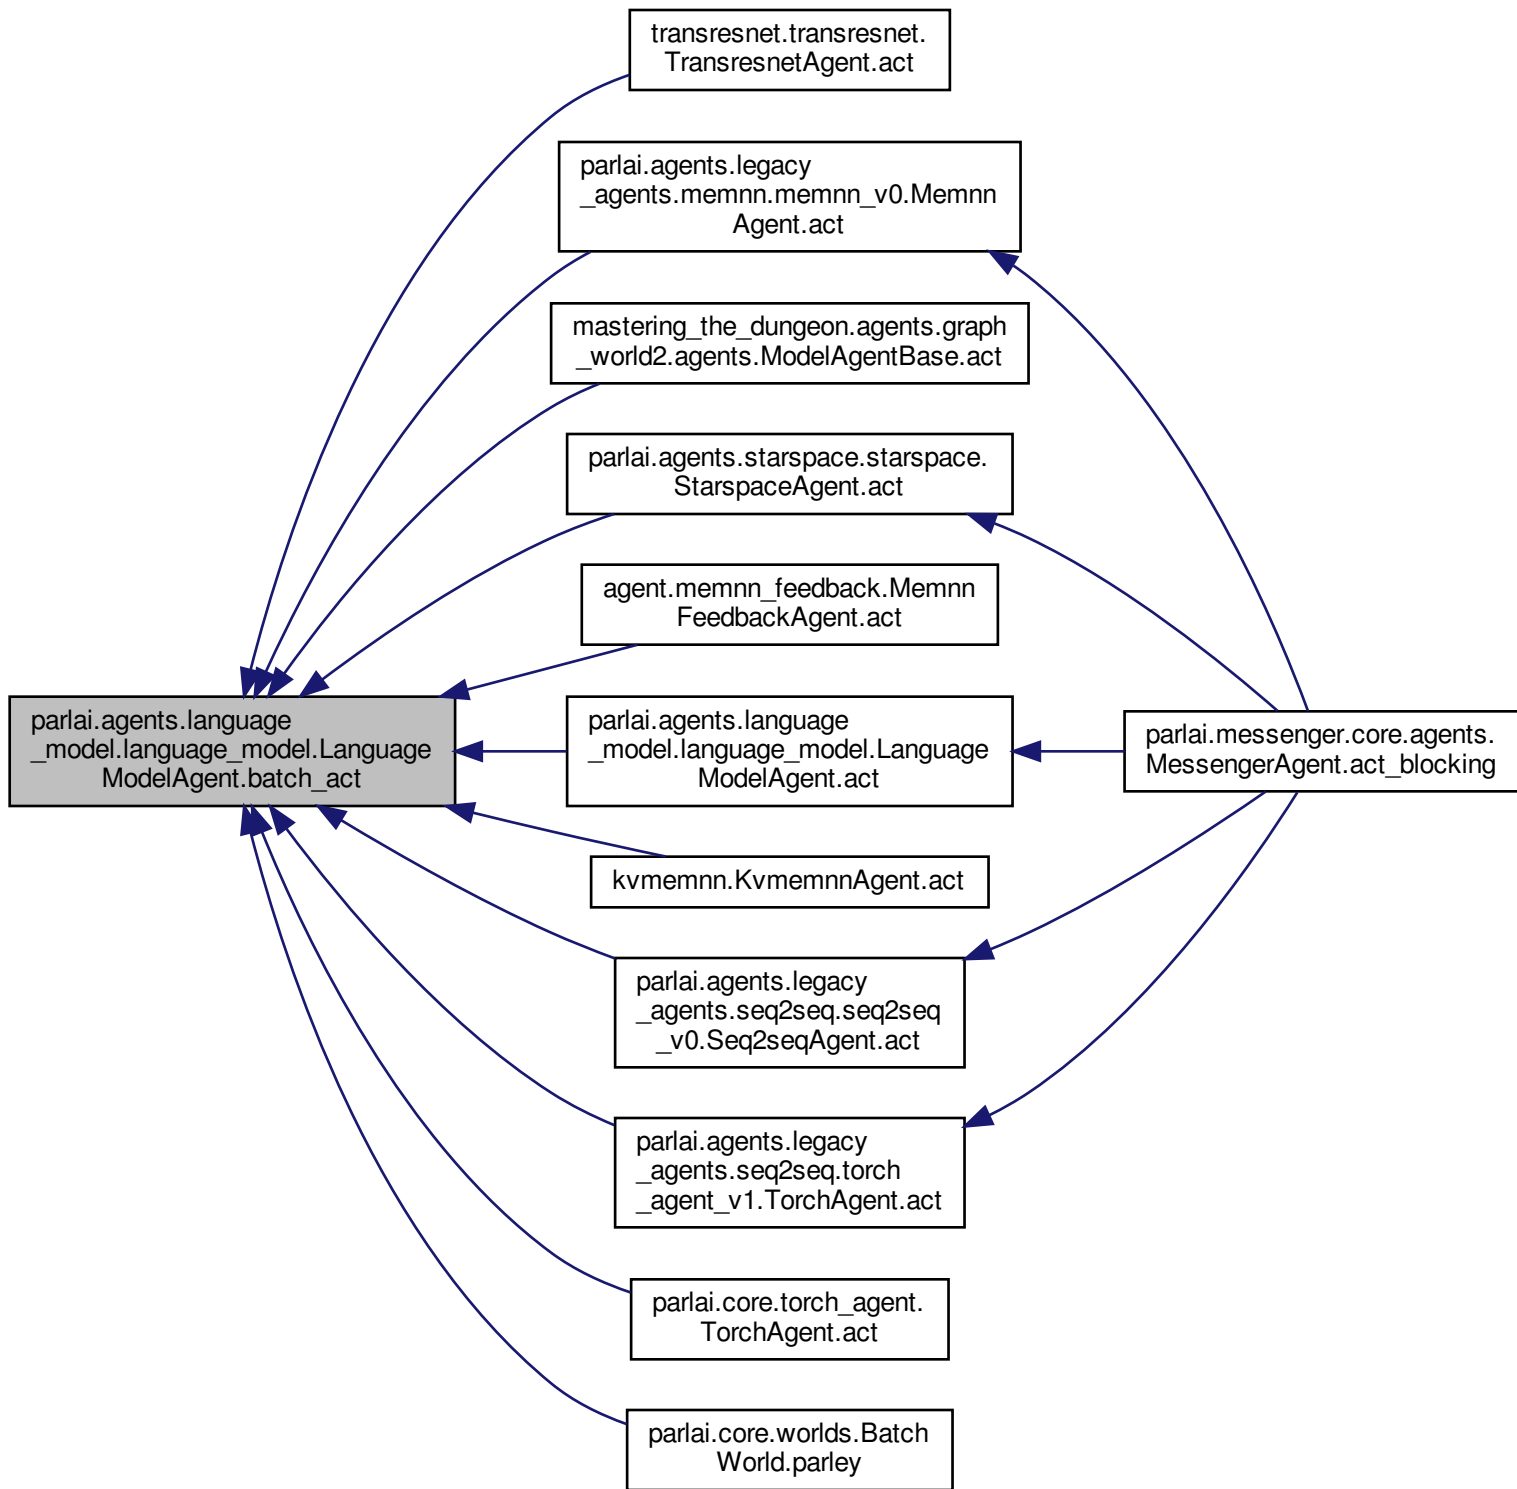 transresnet.transresnet.
TransresnetAgent.act
parlai.agents.legacy
_agents.memnn.memnn_v0.Memnn
Agent.act
mastering_the_dungeon.agents.graph
_world2.agents.ModelAgentBase.act
parlai.agents.starspace.starspace.
StarspaceAgent.act
agent.memnn_feedback.Memnn
FeedbackAgent.act
parlai.agents.language
_model.language_model.Language
ModelAgent.batch_act
parlai.agents.language
_model.language_model.Language
ModelAgent.act
parlai.messenger.core.agents.
MessengerAgent.act_blocking
kvmemnn.KvmemnnAgent.act
parlai.agents.legacy
_agents.seq2seq.seq2seq
_v0.Seq2seqAgent.act
parlai.agents.legacy
_agents.seq2seq.torch
_agent_v1.TorchAgent.act
parlai.core.torch_agent.
TorchAgent.act
parlai.core.worlds.Batch
World.parley